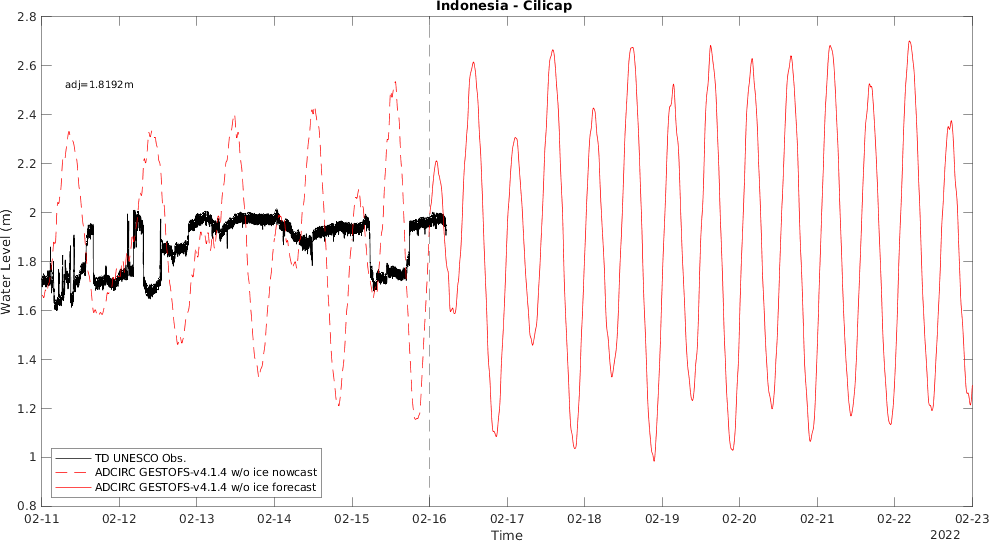 Indonesia - Cilicap
2.8
2.6
2.4
2.2
2
1.8
1.6
1.4
1.2
1
0.8
Water Level (m)
adj=1.8192m
TD UNESCO Obs.
ADCIRC GESTOFS-v4.1.4 w/o ice nowcast
ADCIRC GESTOFS-v4.1.4 w/o ice forecast
02-11 02-12 02-13 02-14 02-15 02-16 02-17 02-18 02-19 02-20 02-21 02-22 02-23
Time
2022